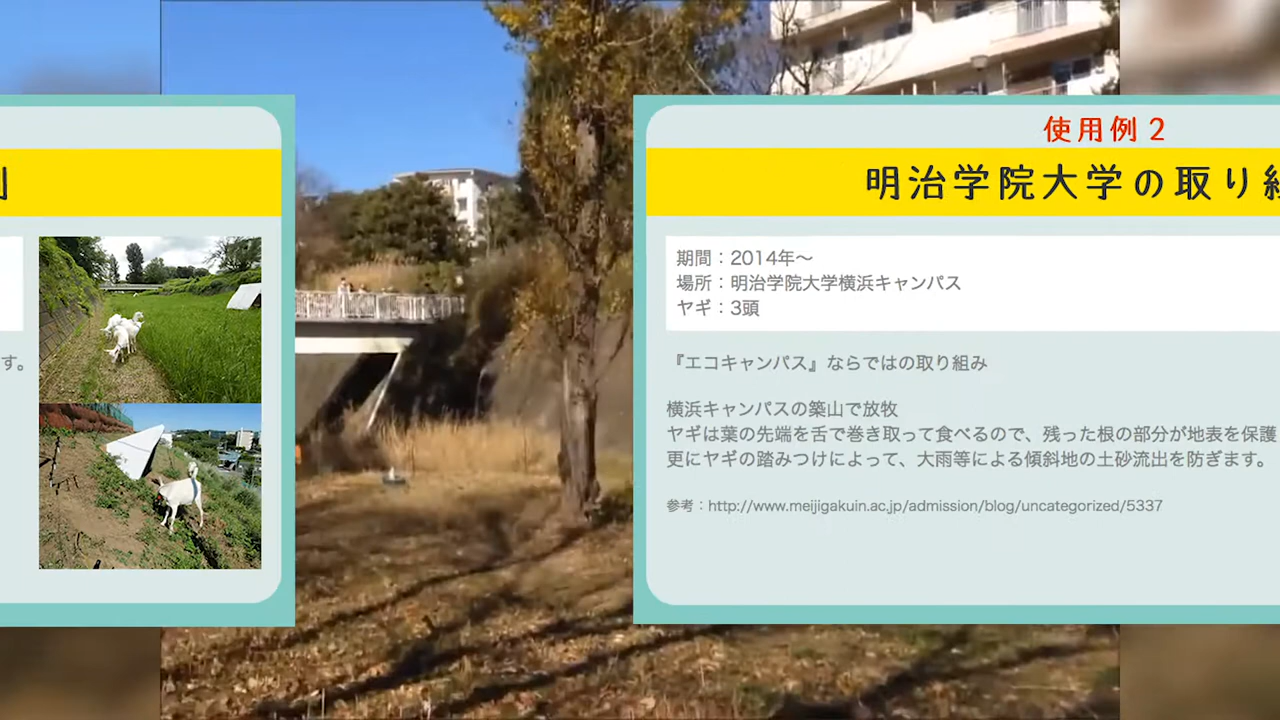 す。
使用例２
明治学院大学の取り
期間：2014年〜
場所：明治学院大学横浜キャンパス
ヤギ：3頭
『エコキャンパス』ならではの取り組み
横浜キャンパスの築山で放牧
ヤギは葉の先端を舌で巻き取って食べるので、残った根の部分が地表を保護
更にヤギの踏みつけによって、大雨等による傾斜地の土砂流出を防ぎます。
参考：http://www.meijigakuin.ac.jp/admission/blog/uncategorized/5337